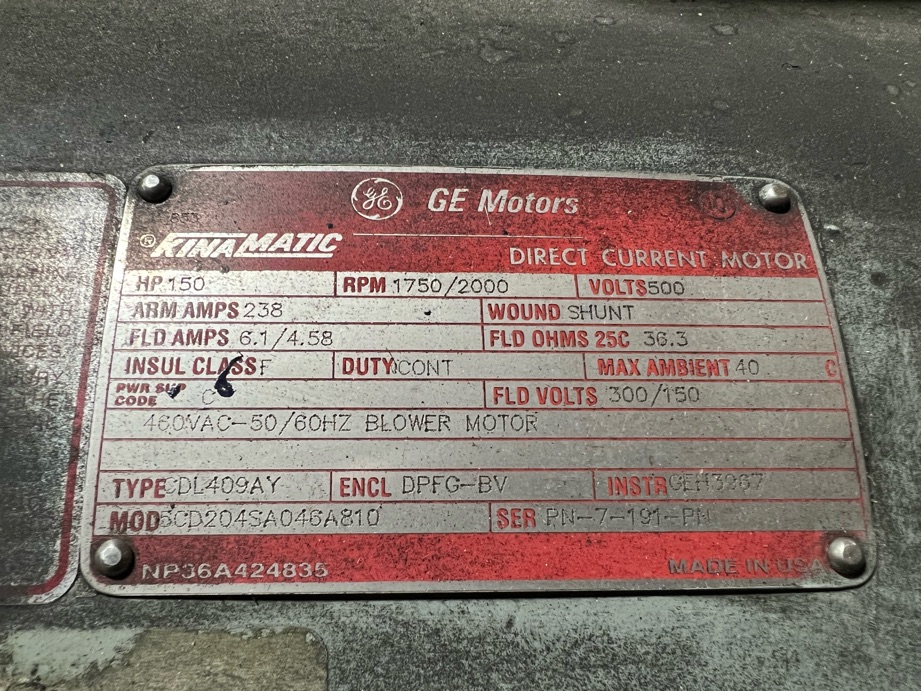 GE GE Motors
® KINAMATIC
DIRECT CURRENT MOTOR
HP 150 RPM 1750/2000 VOLTS 500
ARM AMPS 238 WOUND SHUNT
FLD AMPS 6.1/4.58 FLD OHMS 25C 36.3
INSUL CLASS F DUTY CONT MAX AMBIENT 40 C
PWR SUP CODE C FLD VOLTS 300/150
460VAC-50/60HZ BLOWER MOTOR
TYPE CDL409AY ENCL DPFG-BV INSTR GEH3967
MOD 5CD204SA046A810 SER PN-7-191-PN
NP36A424835 MADE IN USA